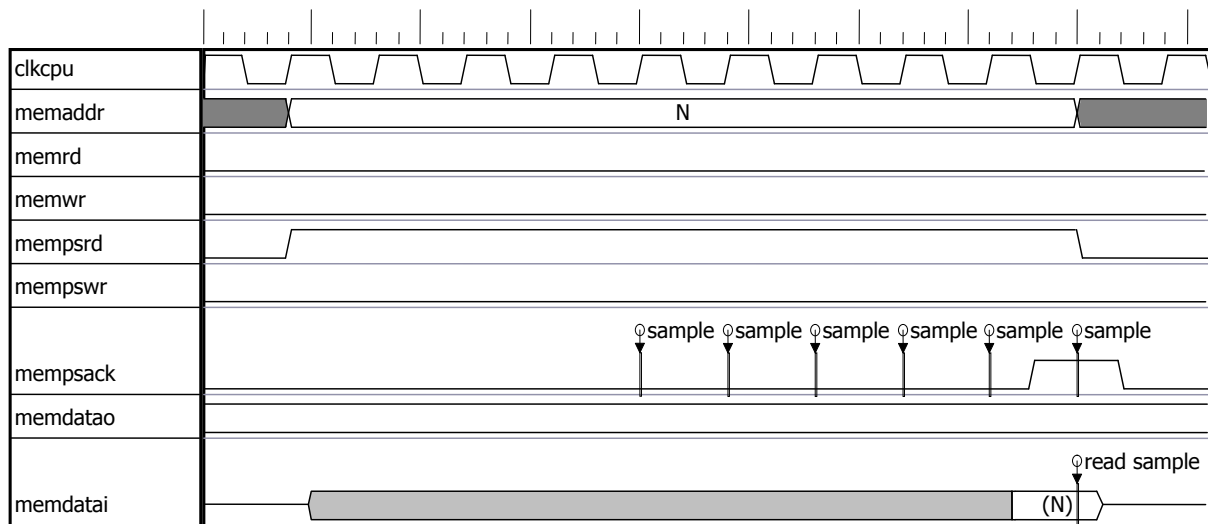 clkcpu
memaddr N
memrd
memwr
mempsrd
mempswr
sample sample sample sample sample sample
mempsack
memdatao
read sample
memdatai (N)